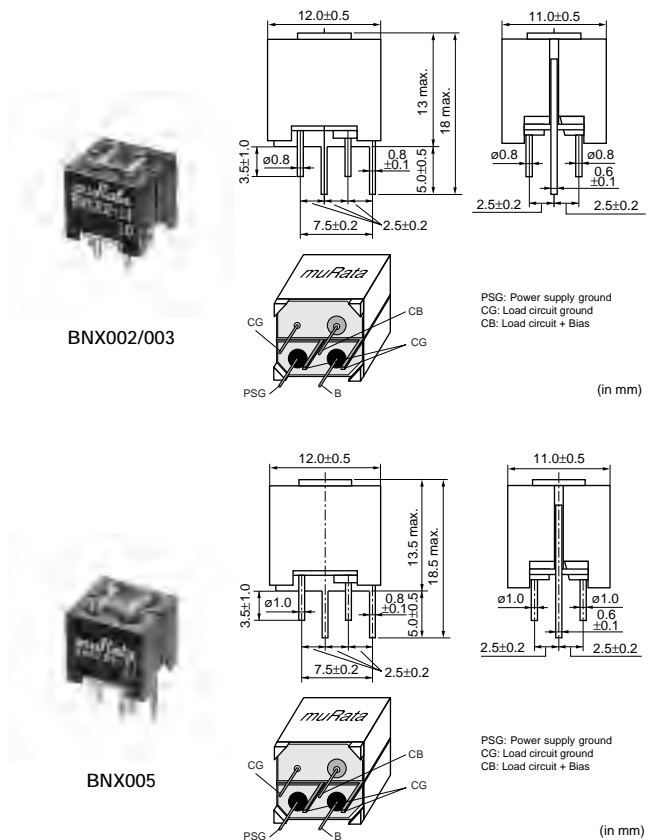 12.0±0.5
11.0±0.5
13 max.
18 max.
3.5±1.0
ø0.8
0.8
±0.1
5.0±0.5
7.5±0.2
2.5±0.2
ø0.8
ø0.8
0.6
±0.1
2.5±0.2
2.5±0.2
muRata
muRata
CG
CB
CG
PSG
B
PSG: Power supply ground
CG: Load circuit ground
CB: Load circuit + Bias
BNX002/003
(in mm)
12.0±0.5
11.0±0.5
13.5 max.
18.5 max.
3.5±1.0
ø1.0
0.8
±0.1
5.0±0.5
7.5±0.2
2.5±0.2
ø1.0
ø1.0
0.6
±0.1
2.5±0.2
2.5±0.2
muRata
muRata
CG
CB
CG
PSG
B
PSG: Power supply ground
CG: Load circuit ground
CB: Load circuit + Bias
BNX005
(in mm)